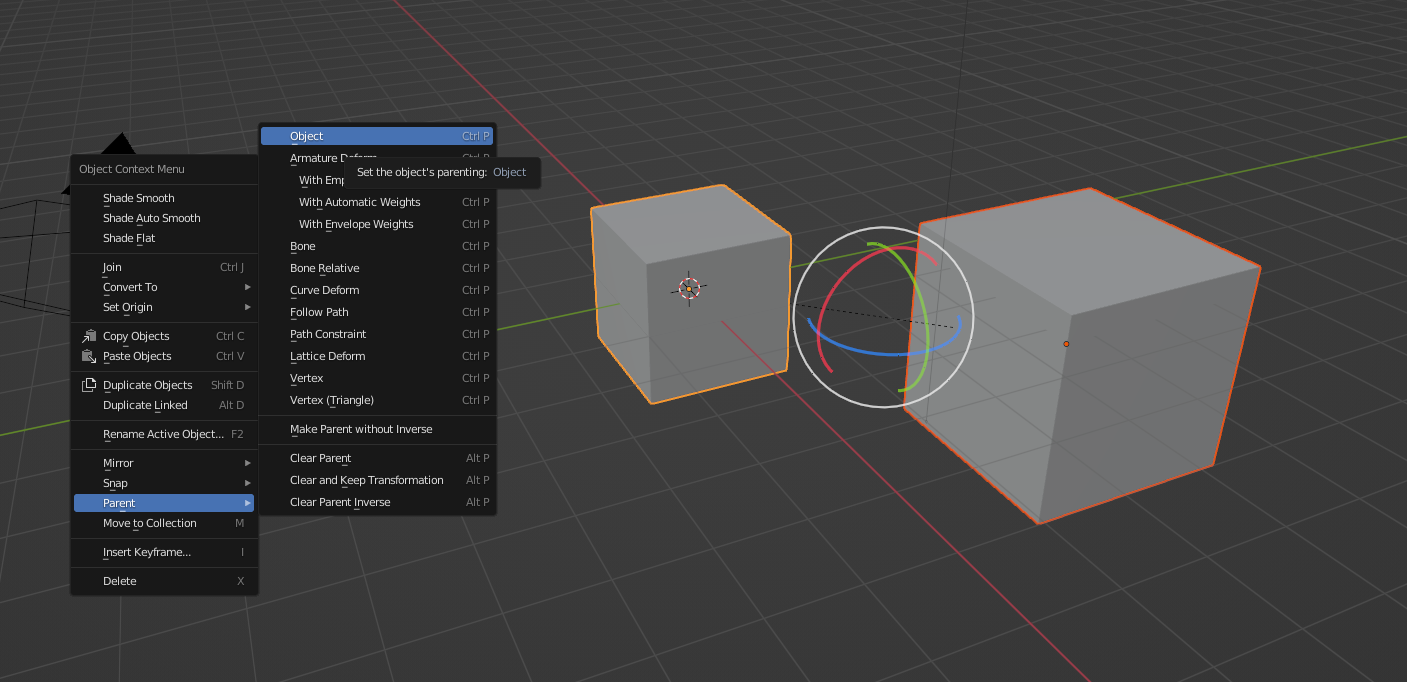 Object Context Menu
Shade Smooth
Shade Auto Smooth
Shade Flat
Join Ctrl J
Convert To
Set Origin
Copy Objects Ctrl C
Paste Objects Ctrl V
Duplicate Objects Shift D
Duplicate Linked Alt D
Rename Active Object... F2
Mirror
Snap
Parent
Move to Collection M
Insert Keyframe... I
Delete X
Object Ctrl P
Armature Deform Ctrl P
Set the object's parenting: Object
With
With Automatic Weights Ctrl P
With Envelope Weights Ctrl P
Bone Ctrl P
Bone Relative Ctrl P
Curve Deform Ctrl P
Follow Path Ctrl P
Path Constraint Ctrl P
Lattice Deform Ctrl P
Vertex Ctrl P
Vertex (Triangle) Ctrl P
Make Parent without Inverse
Clear Parent Alt P
Clear and Keep Transformation Alt P
Clear Parent Inverse Alt P